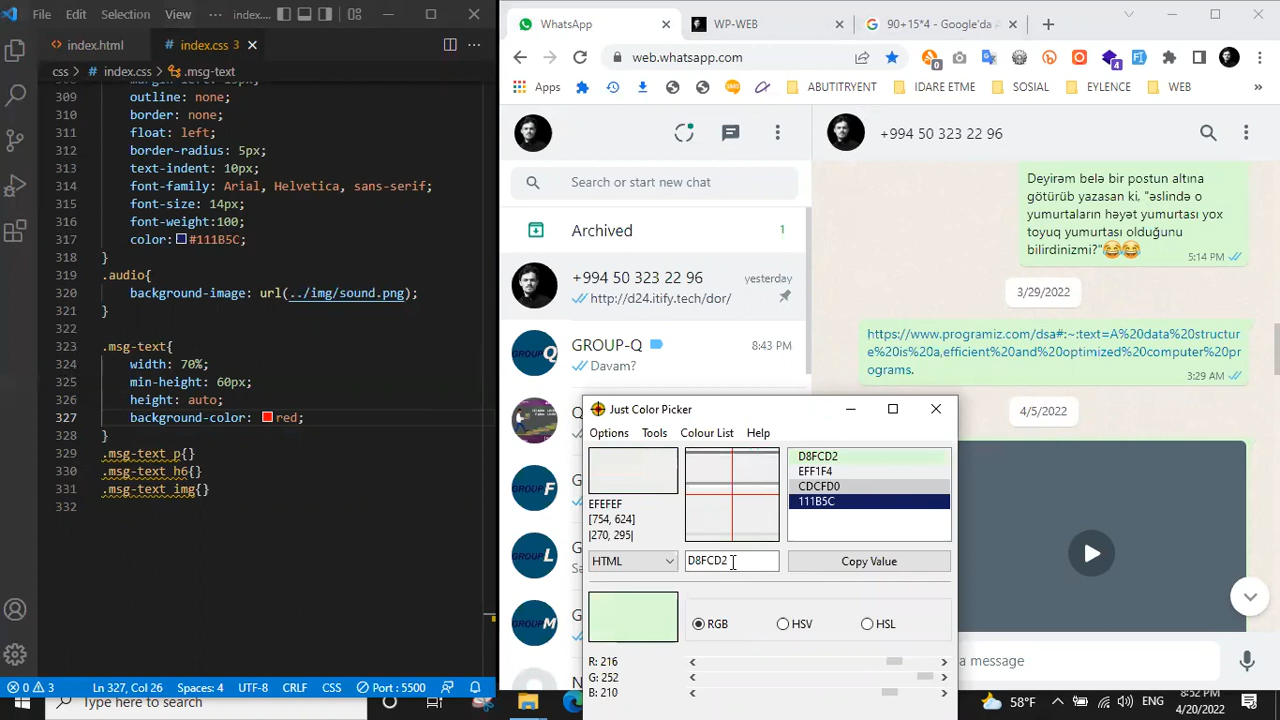 File Edit Selection View ··· index....
index.html
index.css 3
css > # index.css > .msg-text
309 outline: none;
310 border: none;
311 float: left;
312 border-radius: 5px;
313 text-indent: 10px;
314 font-family: Arial, Helvetica, sans-serif;
315 font-size: 14px;
316 font-weight:100;
317 color: #111B5C;
318 }
319 .audio{
320 background-image: url(../img/sound.png);
321 }
322
323 .msg-text{
324 width: 70%;
325 min-height: 60px;
326 height: auto;
327 background-color: red;
328 }
329 .msg-text p{}
330 .msg-text h6{}
331 .msg-text img{}
332
0 3 Ln 327, Col 26 Spaces: 4 UTF-8 CRLF CSS Port : 5500
Type here to search
WhatsApp
WP-WEB
90+15*4 - Google'da A
web.whatsapp.com
0
4
Apps
ABUTITRYENT
IDARE ETME
SOSIAL
EYLENCE
WEB
»
+994 50 323 22 96
Search or start new chat
Archived 1
+994 50 323 22 96 yesterday
http://d24.itify.tech/dor/
GROUP-Q 8:43 PM
Davam?
GROUPQ
GROUPF
GROUPL
GROUPM
Deyirəm belə bir postun altına
götürüb yazasan ki, "əslində o
yumurtaların həyət yumurtası yox
toyuq yumurtası olduğunu
bilirdinizmi?"😂😂
5:14 PM
3/29/2022
https://www.programiz.com/dsa#:~:text=A%20data%20structur
e%20is%20a,efficient%20and%20optimized%20computer%20pr
ograms.
3:29 AM
4/5/2022
a message
Just Color Picker
Options Tools Colour List Help
EFEFEF
[754, 624]
|270, 295|
D8FCD2
EFF1F4
CDCFD0
111B5C
HTML
D8FCD2
Copy Value
RGB
HSV
HSL
R: 216
G: 252
B: 210
58°F
ENG
8:52 PM
4/20/2022